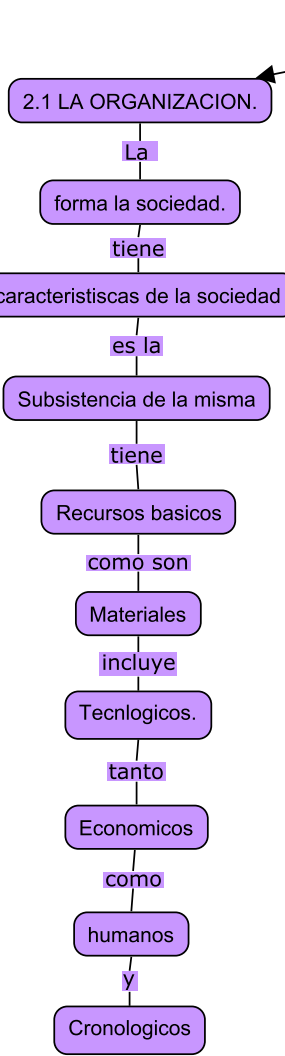 2.1 LA ORGANIZACION.
La
forma la sociedad.
tiene
caracteristiscas de la sociedad
es la
Subsistencia de la misma
tiene
Recursos basicos
como son
Materiales
incluye
Tecnlogicos.
tanto
Economicos
como
humanos
y
Cronologicos